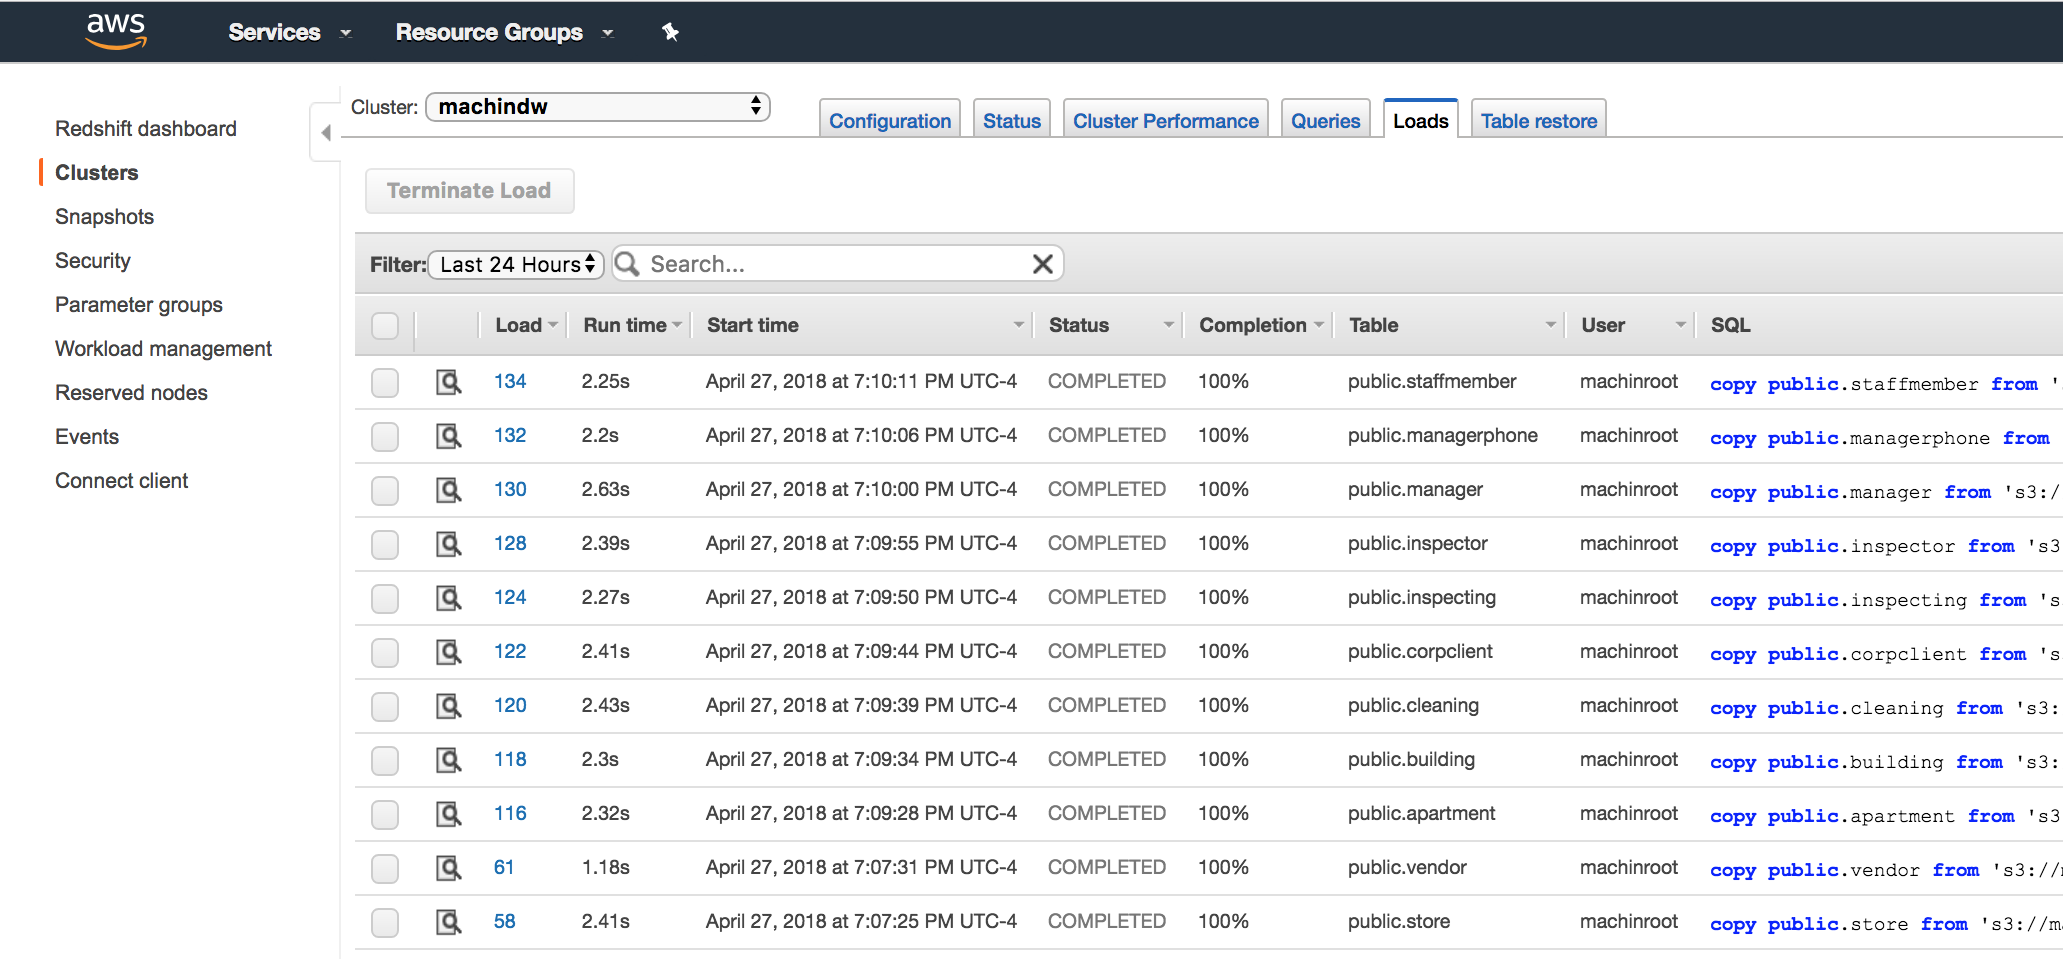 aws Services Resource Groups
Cluster: machindw Configuration Status Cluster Performance Queries Loads Table restore
Redshift dashboard
Clusters
Snapshots
Security
Parameter groups
Workload management
Reserved nodes
Events
Connect client
Terminate Load
Filter: Last 24 Hours Search...
Load Run time Start time Status Completion Table User SQL
134 2.25s April 27, 2018 at 7:10:11 PM UTC-4 COMPLETED 100% public.staffmember machinroot copy public.staffmember from '
132 2.2s April 27, 2018 at 7:10:06 PM UTC-4 COMPLETED 100% public.managerphone machinroot copy public.managerphone from
130 2.63s April 27, 2018 at 7:10:00 PM UTC-4 COMPLETED 100% public.manager machinroot copy public.manager from 's3:/
128 2.39s April 27, 2018 at 7:09:55 PM UTC-4 COMPLETED 100% public.inspector machinroot copy public.inspector from 's3
124 2.27s April 27, 2018 at 7:09:50 PM UTC-4 COMPLETED 100% public.inspecting machinroot copy public.inspecting from 's
122 2.41s April 27, 2018 at 7:09:44 PM UTC-4 COMPLETED 100% public.corpclient machinroot copy public.corpclient from 's
120 2.43s April 27, 2018 at 7:09:39 PM UTC-4 COMPLETED 100% public.cleaning machinroot copy public.cleaning from 's3:
118 2.3s April 27, 2018 at 7:09:34 PM UTC-4 COMPLETED 100% public.building machinroot copy public.building from 's3:
116 2.32s April 27, 2018 at 7:09:28 PM UTC-4 COMPLETED 100% public.apartment machinroot copy public.apartment from 's3
61 1.18s April 27, 2018 at 7:07:31 PM UTC-4 COMPLETED 100% public.vendor machinroot copy public.vendor from 's3://m
58 2.41s April 27, 2018 at 7:07:25 PM UTC-4 COMPLETED 100% public.store machinroot copy public.store from 's3://ma